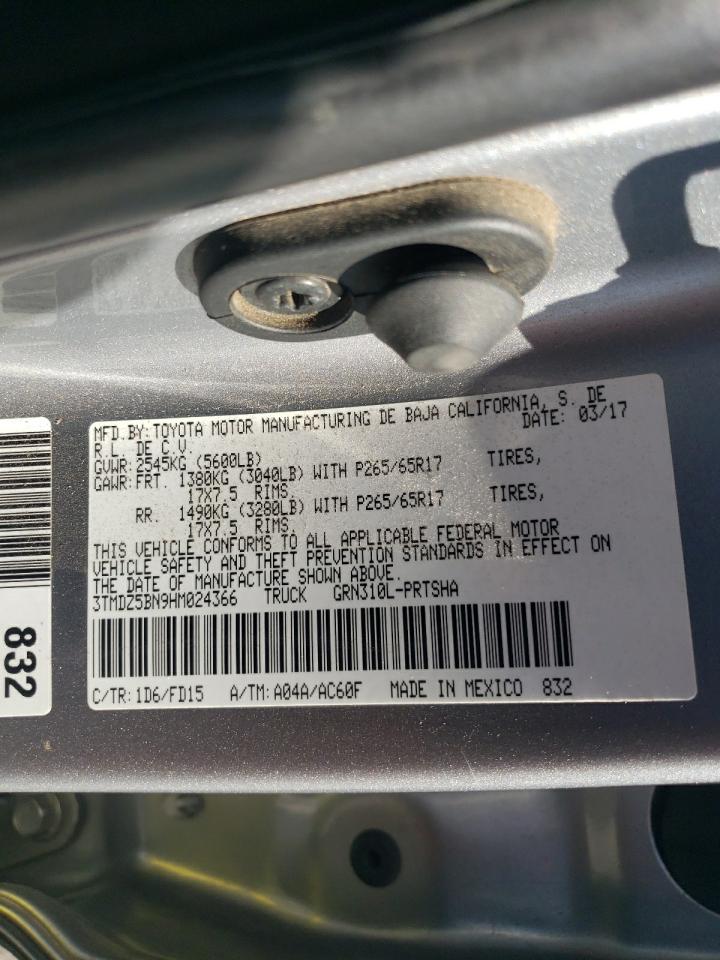 MFD.BY:TOYOTA MOTOR MANUFACTURING DE BAJA CALIFORNIA, S. DE
R.L. DE C.V. DATE: 03/17
GVWR:2545KG (5600LB)
GAWR:FRT. 1380KG (3040LB) WITH P265/65R17 TIRES,
17X7.5 RIMS.
RR. 1490KG (3280LB) WITH P265/65R17 TIRES,
17X7.5 RIMS.
THIS VEHICLE CONFORMS TO ALL APPLICABLE FEDERAL MOTOR
VEHICLE SAFETY AND THEFT PREVENTION STANDARDS IN EFFECT ON
THE DATE OF MANUFACTURE SHOWN ABOVE.
3TMDZ5BN9HM024366 TRUCK GRN310L-PRTSHA
C/TR:1D6/FD15 A/TM:A04A/AC60F MADE IN MEXICO 832
832